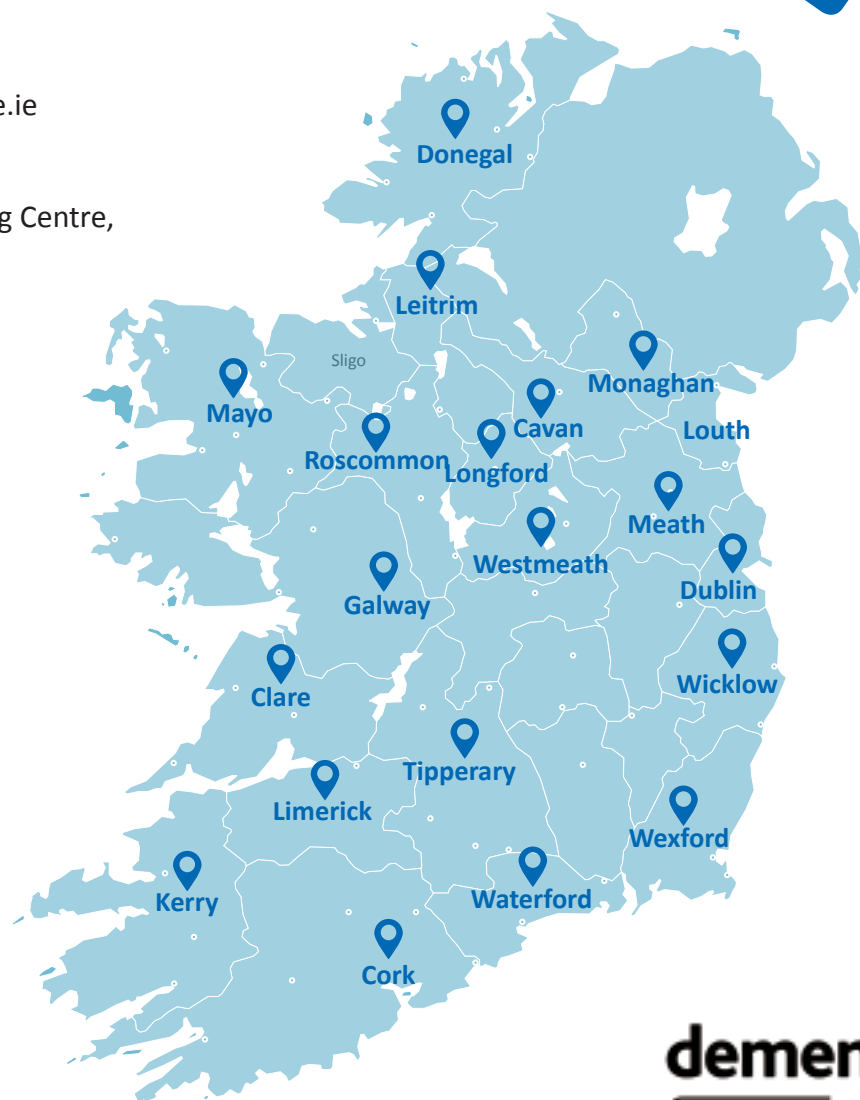 e.ie
g Centre,
Donegal
Leitrim
Sligo
Monaghan
Mayo
Cavan
Louth
Roscommon
Longford
Meath
Westmeath
Dublin
Galway
Wicklow
Clare
Tipperary
Limerick
Wexford
Waterford
Kerry
Cork
demen